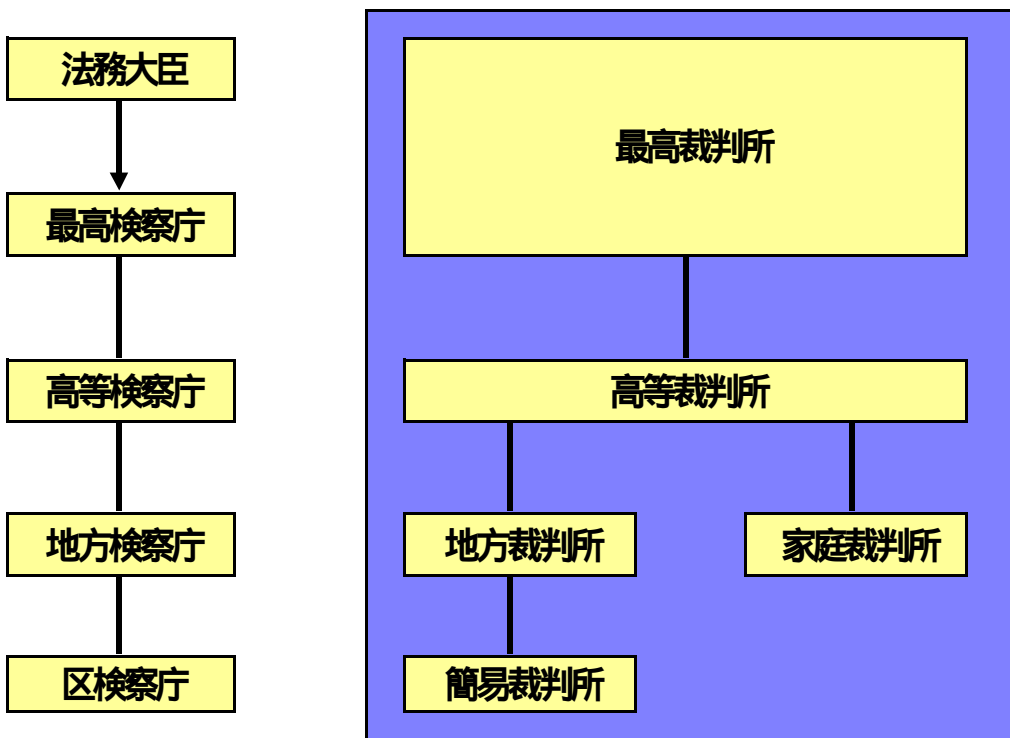 法務大臣
最高検察庁
高等検察庁
地方検察庁
区検察庁
最高裁判所
高等裁判所
地方裁判所
家庭裁判所
簡易裁判所